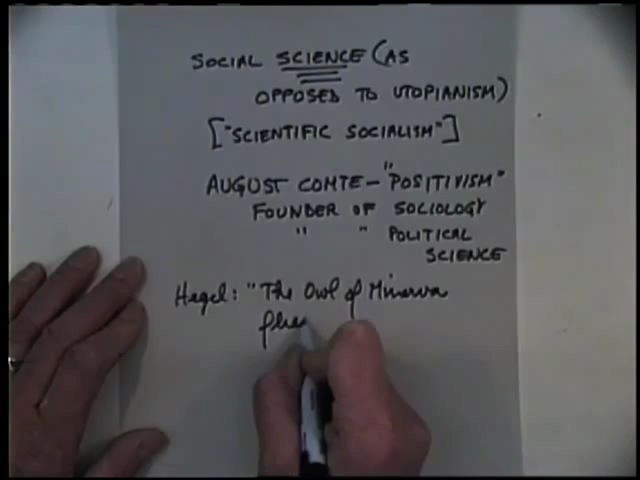 SOCIAL SCIENCE (AS
OPPOSED TO UTOPIANISM)
["SCIENTIFIC SOCIALISM"]
AUGUST COMTE - "POSITIVISM"
FOUNDER OF SOCIOLOGY
" " POLITICAL
SCIENCE
Hegel: "The Owl of Minerva